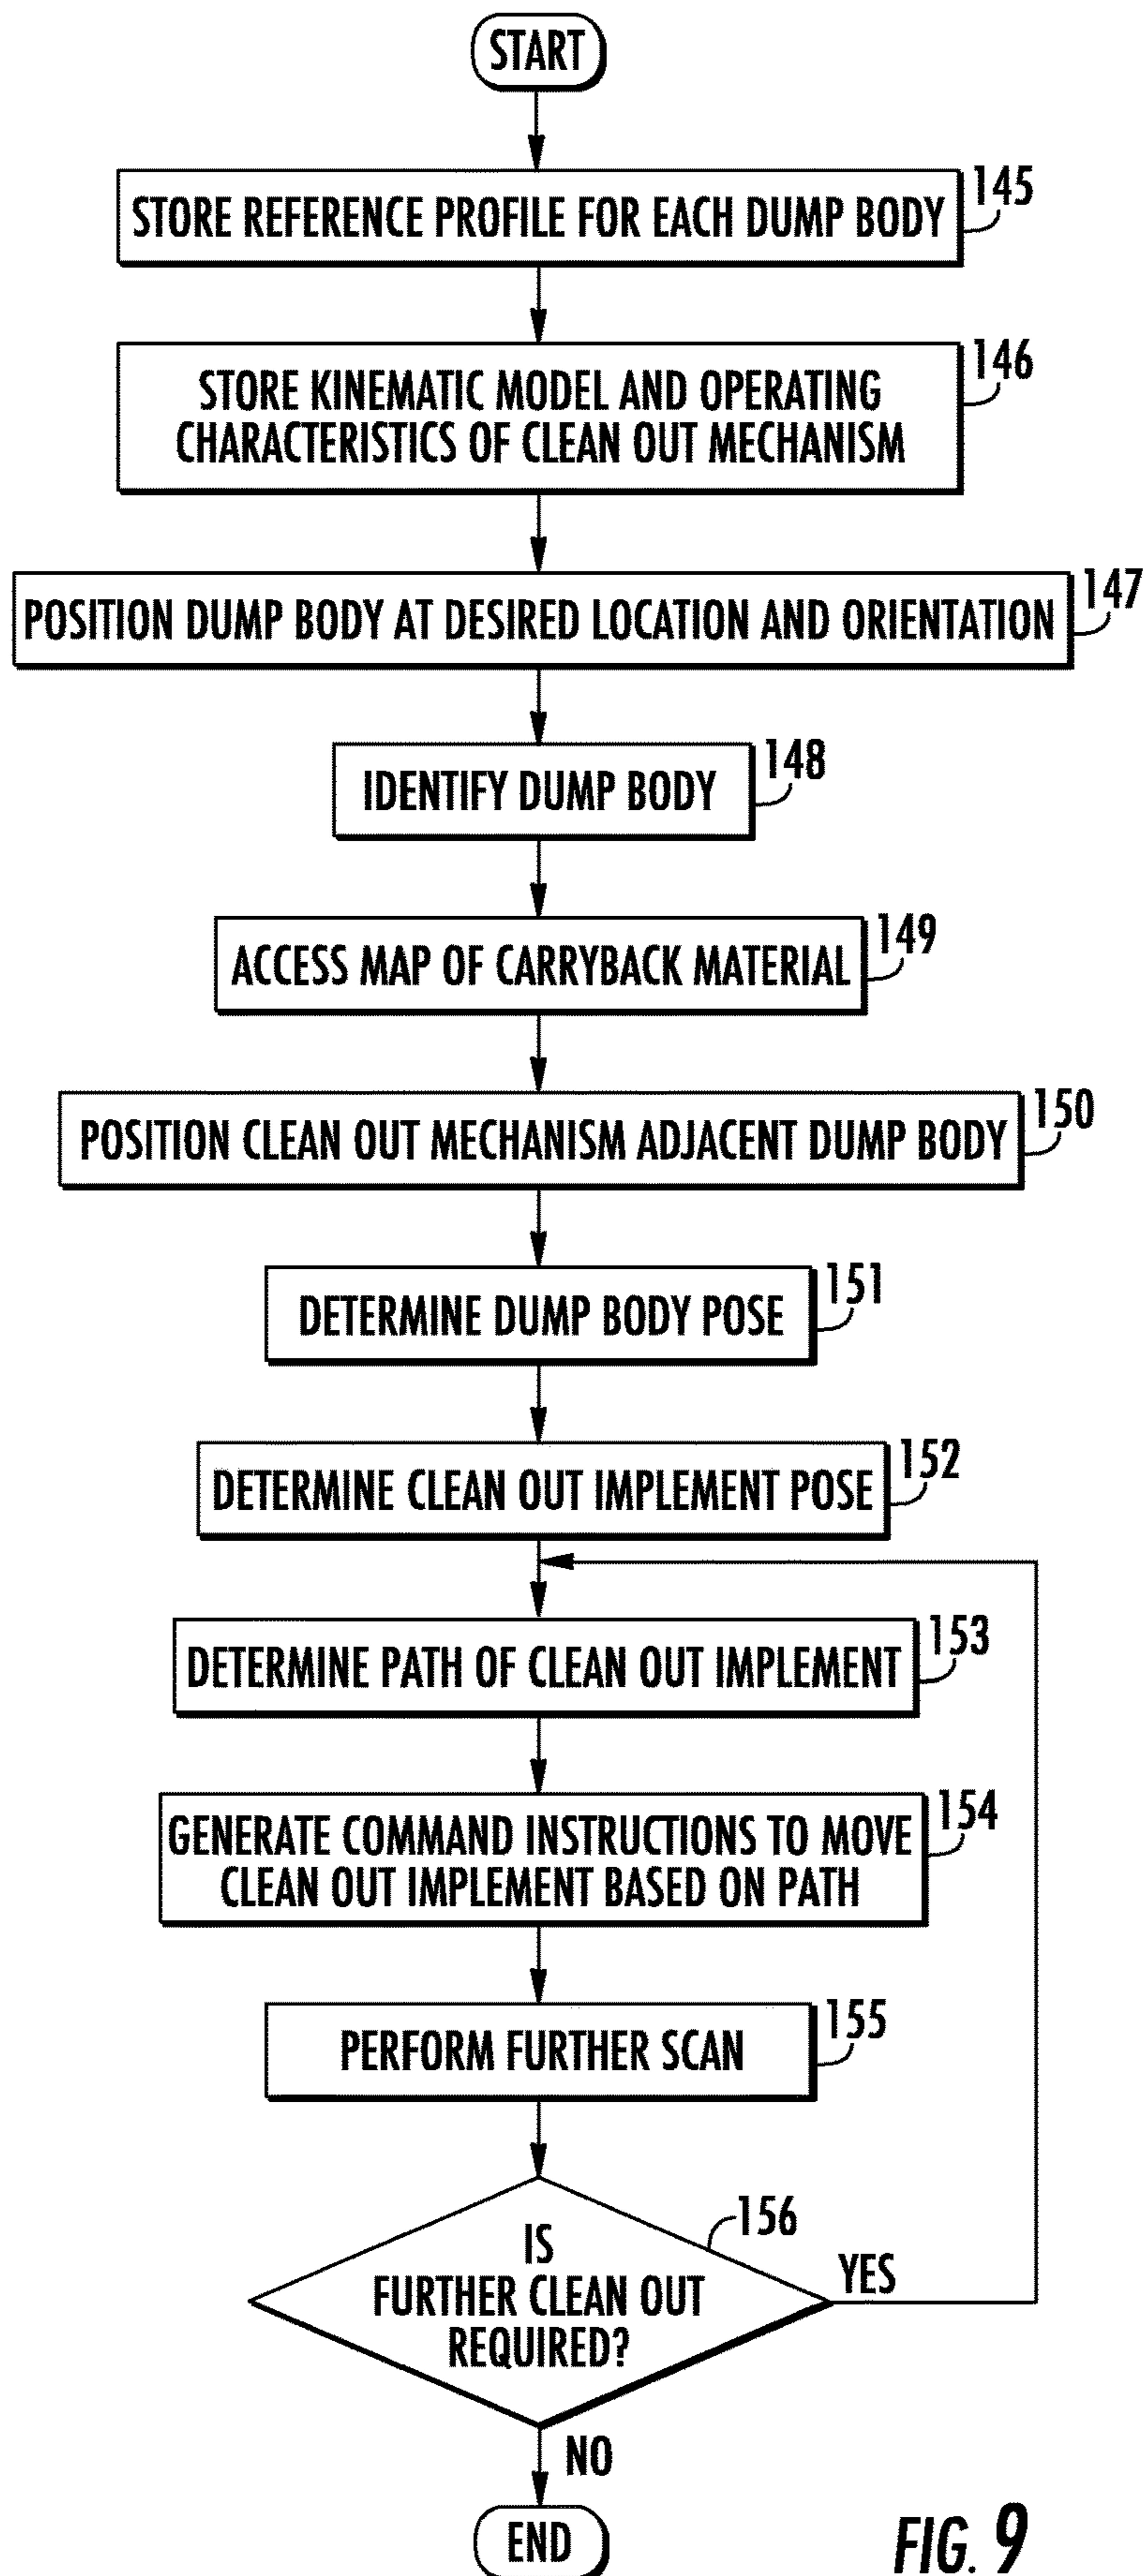 START
STORE REFERENCE PROFILE FOR EACH DUMP BODY
145
STORE KINEMATIC MODEL AND OPERATING
CHARACTERISTICS OF CLEAN OUT MECHANISM
146
POSITION DUMP BODY AT DESIRED LOCATION AND ORIENTATION
147
IDENTIFY DUMP BODY
148
ACCESS MAP OF CARRYBACK MATERIAL
149
POSITION CLEAN OUT MECHANISM ADJACENT DUMP BODY
150
DETERMINE DUMP BODY POSE
151
DETERMINE CLEAN OUT IMPLEMENT POSE
152
DETERMINE PATH OF CLEAN OUT IMPLEMENT
153
GENERATE COMMAND INSTRUCTIONS TO MOVE
CLEAN OUT IMPLEMENT BASED ON PATH
154
PERFORM FURTHER SCAN
155
IS
FURTHER CLEAN OUT
REQUIRED?
156
YES
NO
END
FIG. 9